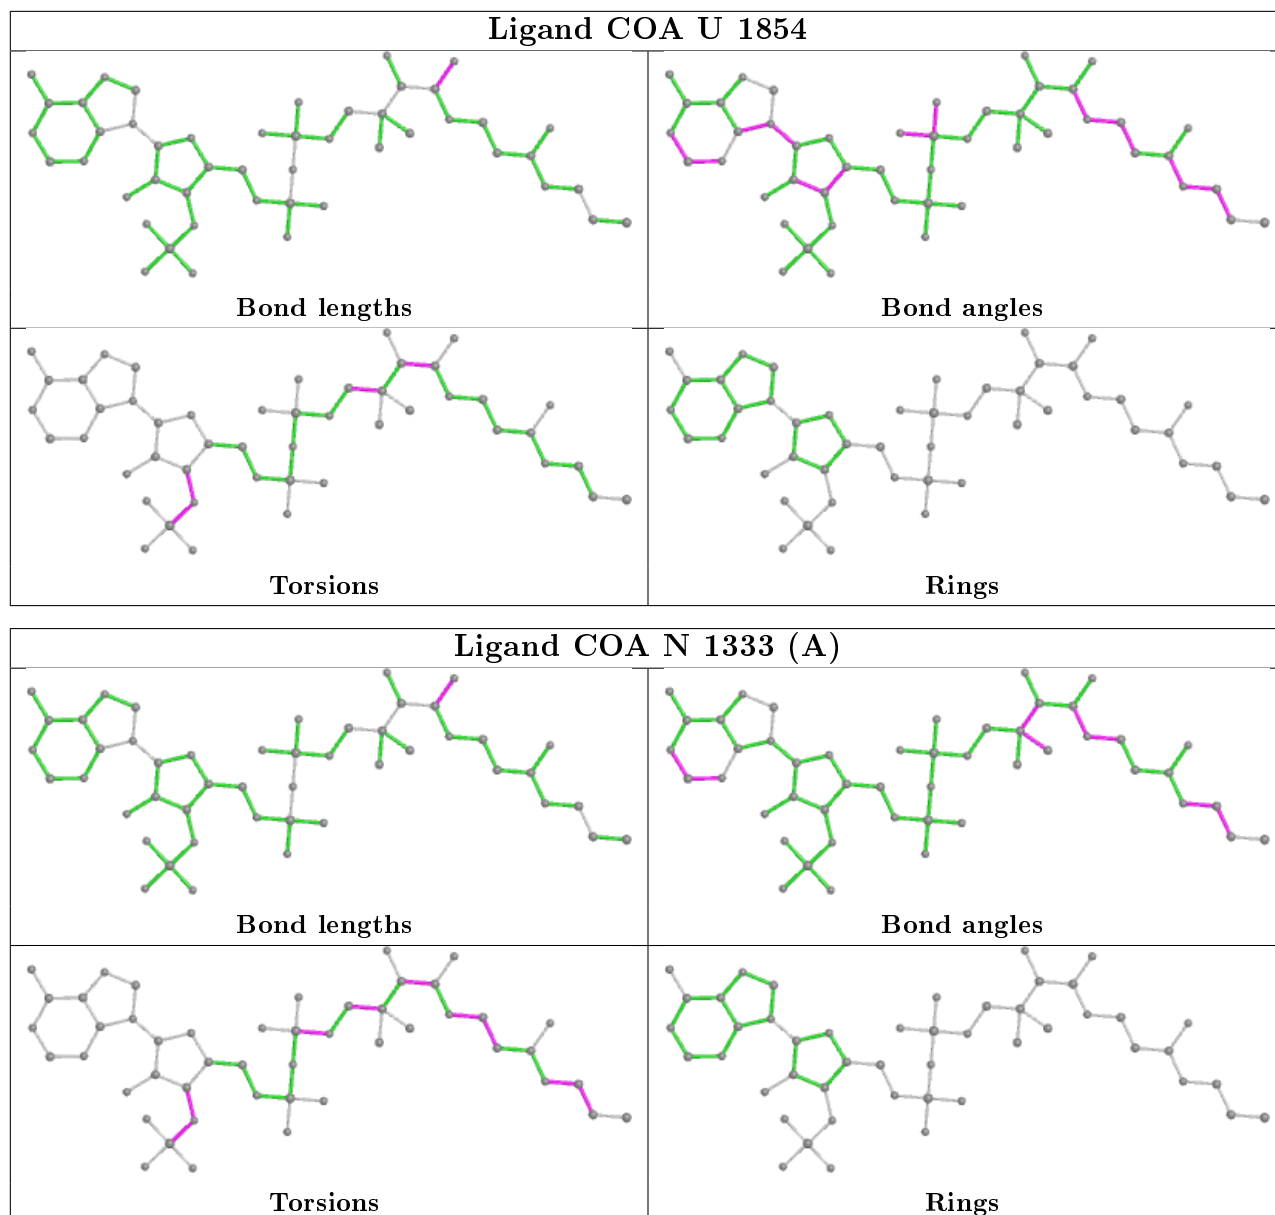 Ligand COA U 1854
Bond lengths
Bond angles
Torsions
Rings
Ligand COA N 1333 (A)
Bond lengths
Bond angles
Torsions
Rings